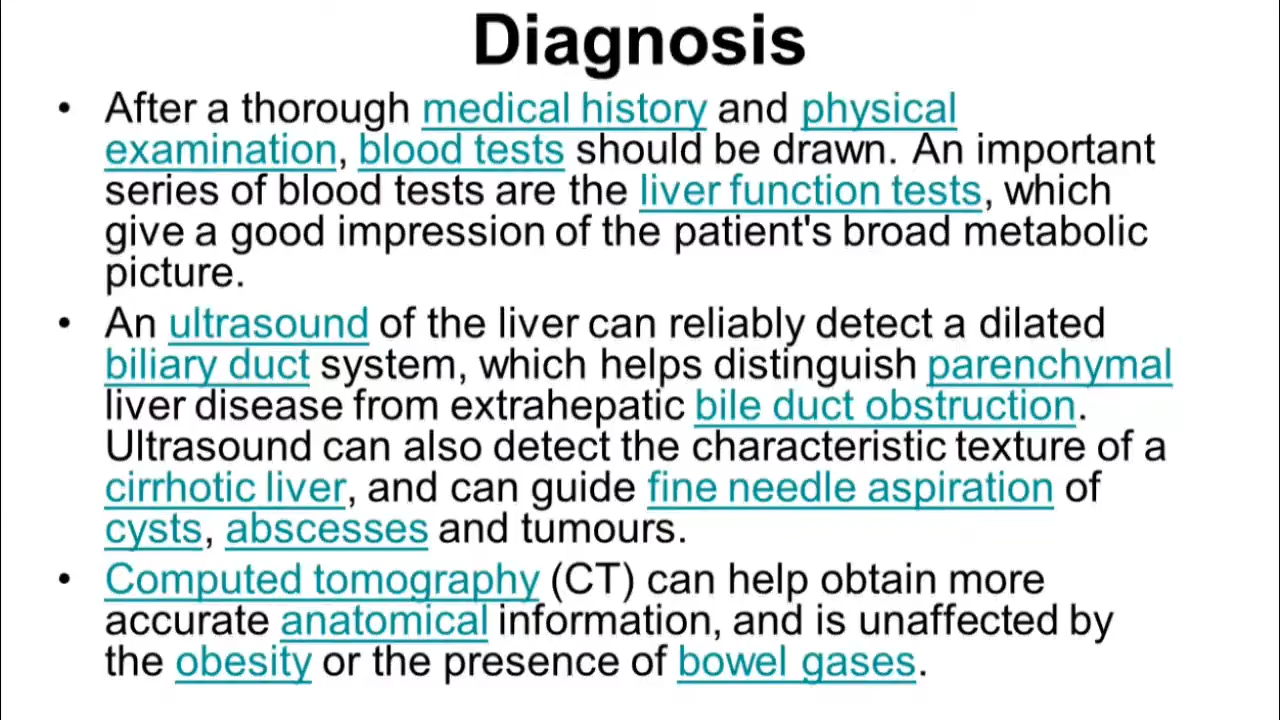 Diagnosis
• After a thorough medical history and physical
examination, blood tests should be drawn. An important
series of blood tests are the liver function tests, which
give a good impression of the patient's broad metabolic
picture.
• An ultrasound of the liver can reliably detect a dilated
biliary duct system, which helps distinguish parenchymal
liver disease from extrahepatic bile duct obstruction.
Ultrasound can also detect the characteristic texture of a
cirrhotic liver, and can guide fine needle aspiration of
cysts, abscesses and tumours.
• Computed tomography (CT) can help obtain more
accurate anatomical information, and is unaffected by
the obesity or the presence of bowel gases.